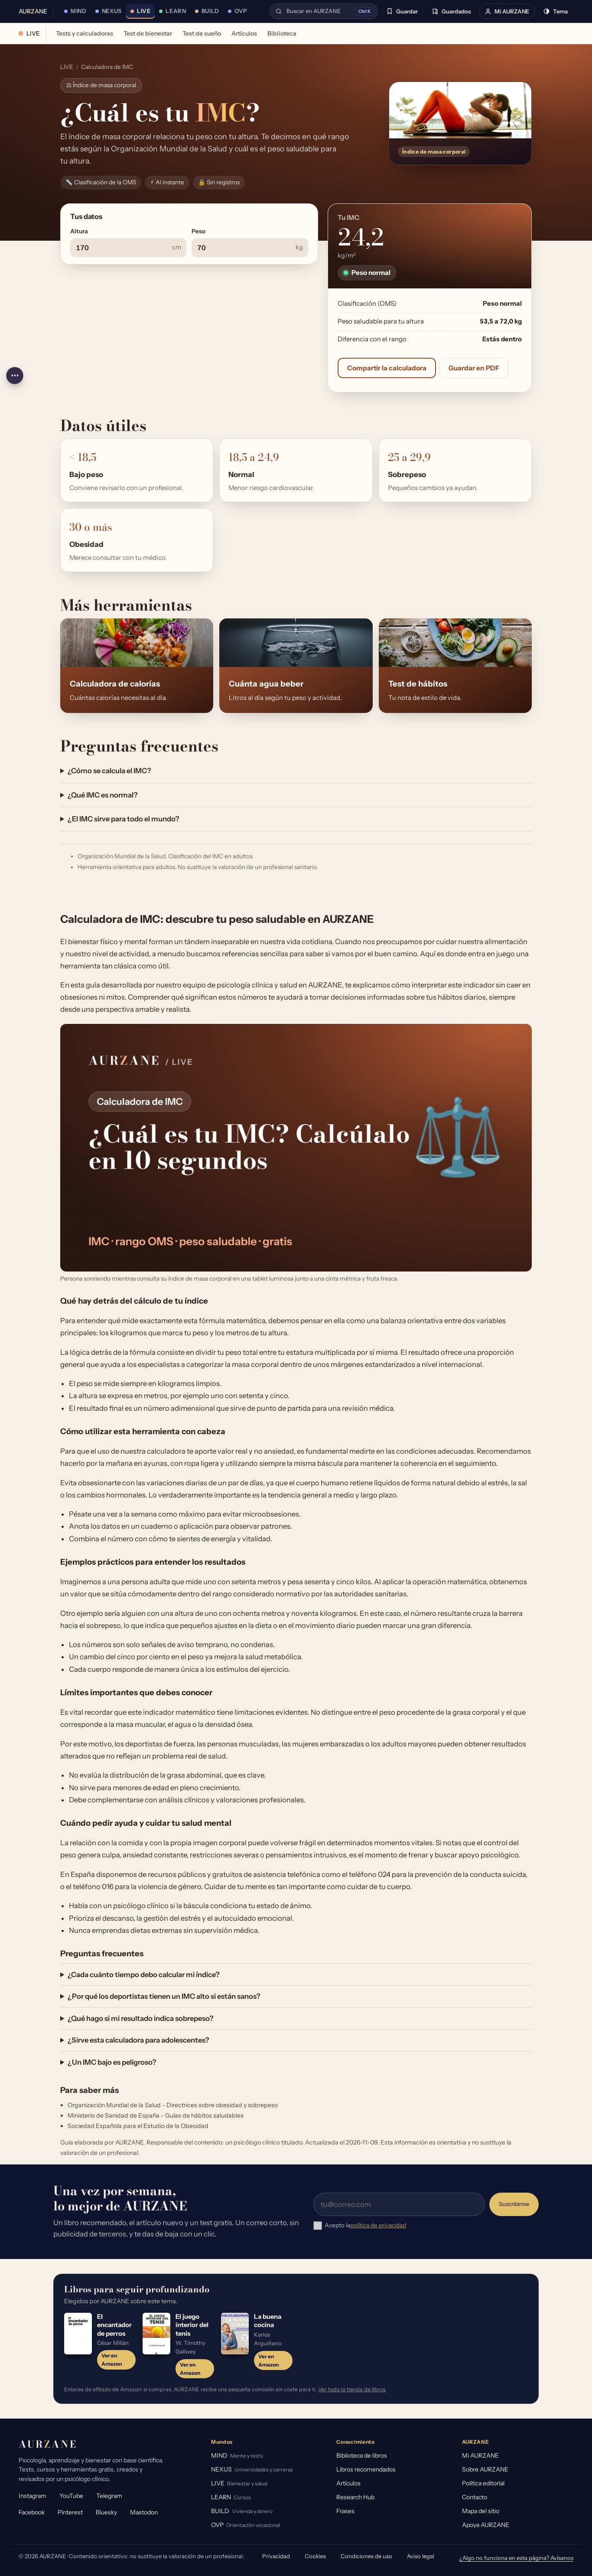 AURZANE
MIND
NEXUS
LIVE
LEARN
BUILD
OVP
Buscar en AURZANE
Ctrl K
Guardar
Guardados
Mi AURZANE
Tema
LIVE
Tests y calculadoras
Test de bienestar
Test de sueño
Artículos
Biblioteca
LIVE / Calculadora de IMC
Índice de masa corporal
¿Cuál es tu IMC?
El índice de masa corporal relaciona tu peso con tu altura. Te decimos en qué rango
estás según la Organización Mundial de la Salud y cuál es el peso saludable para
tu altura.
Clasificación de la OMS
Al instante
Sin registros
Índice de masa corporal
Tus datos
Altura
Peso
170 cm
70 kg
Tu IMC
24,2
kg/m²
Peso normal
Clasificación (OMS) Peso normal
Peso saludable para tu altura 53,5 a 72,0 kg
Diferencia con el rango Estás dentro
Compartir la calculadora
Guardar en PDF
Datos útiles
< 18,5
Bajo peso
Conviene revisarlo con un profesional.
18,5 a 24,9
Normal
Menor riesgo cardiovascular.
25 a 29,9
Sobrepeso
Pequeños cambios ya ayudan.
30 o más
Obesidad
Merece consultar con tu médico.
Más herramientas
Calculadora de calorías
Cuántas calorías necesitas al día.
Cuánta agua beber
Litros al día según tu peso y actividad.
Test de hábitos
Tu nota de estilo de vida.
Preguntas frecuentes
¿Cómo se calcula el IMC?
¿Qué IMC es normal?
¿El IMC sirve para todo el mundo?
Organización Mundial de la Salud. Clasificación del IMC en adultos.
Herramienta orientativa para adultos. No sustituye la valoración de un profesional sanitario.
Calculadora de IMC: descubre tu peso saludable en AURZANE
El bienestar físico y mental forman un tándem inseparable en nuestra vida cotidiana. Cuando nos preocupamos por cuidar nuestra alimentación
y nuestro nivel de actividad, a menudo buscamos referencias sencillas para saber si vamos por el buen camino. Aquí es donde entra en juego una
herramienta tan clásica como útil.
En esta guía desarrollada por nuestro equipo de psicología clínica y salud en AURZANE, te explicamos cómo interpretar este indicador sin caer en
obsesiones ni mitos. Comprender qué significan estos números te ayudará a tomar decisiones informadas sobre tus hábitos diarios, siempre
desde una perspectiva amable y realista.
AURZANE / LIVE
Calculadora de IMC
¿Cuál es tu IMC? Calcúlalo
en 10 segundos
IMC · rango OMS · peso saludable · gratis
Persona sonriendo mientras consulta su índice de masa corporal en una tablet luminosa junto a una cinta métrica y fruta fresca.
Qué hay detrás del cálculo de tu índice
Para entender qué mide exactamente esta fórmula matemática, debemos pensar en ella como una balanza orientativa entre dos variables
principales: los kilogramos que marca tu peso y los metros de tu altura.
La lógica detrás de la fórmula consiste en dividir tu peso total entre tu estatura multiplicada por sí misma. El resultado ofrece una proporción
general que ayuda a los especialistas a categorizar la masa corporal dentro de unos márgenes estandarizados a nivel internacional.
El peso se mide siempre en kilogramos limpios.
La altura se expresa en metros, por ejemplo uno con setenta y cinco.
El resultado final es un número adimensional que sirve de punto de partida para una revisión médica.
Cómo utilizar esta herramienta con cabeza
Para que el uso de nuestra calculadora te aporte valor real y no ansiedad, es fundamental medirte en las condiciones adecuadas. Recomendamos
hacerlo por la mañana en ayunas, con ropa ligera y utilizando siempre la misma báscula para mantener la coherencia en el seguimiento.
Evita obsesionarte con las variaciones diarias de un par de días, ya que el cuerpo humano retiene líquidos de forma natural debido al estrés, la sal
o los cambios hormonales. Lo verdaderamente importante es la tendencia general a medio y largo plazo.
Pésate una vez a la semana como máximo para evitar microobsesiones.
Anota los datos en un cuaderno o aplicación para observar patrones.
Combina el número con cómo te sientes de energía y vitalidad.
Ejemplos prácticos para entender los resultados
Imaginemos a una persona adulta que mide uno con setenta metros y pesa sesenta y cinco kilos. Al aplicar la operación matemática, obtenemos
un valor que se sitúa cómodamente dentro del rango considerado normativo y saludable por las autoridades sanitarias.
Otro ejemplo sería alguien con una altura de uno con ochenta metros y noventa kilogramos. En este caso, el número resultante cruza la barrera
hacia el sobrepeso, lo que indica que pequeños ajustes en la dieta o en el movimiento diario pueden marcar una gran diferencia.
Los números son solo señales de aviso temprano, no condenas.
Un cambio del cinco por ciento en el peso ya mejora la salud metabólica.
Cada cuerpo responde de manera única a los estímulos del ejercicio.
Límites importantes que debes conocer
Es vital recordar que este indicador matemático tiene limitaciones evidentes. No distingue entre el peso procedente de la grasa corporal y el que
corresponde a la masa muscular, el agua o la densidad ósea.
Por este motivo, los deportistas de fuerza, las personas musculadas, las mujeres embarazadas o los adultos mayores pueden obtener resultados
alterados que no reflejan un problema real de salud.
No evalúa la distribución de la grasa abdominal, que es clave.
No sirve para menores de edad en pleno crecimiento.
Debe complementarse con análisis clínicos y valoraciones profesionales.
Cuándo pedir ayuda y cuidar tu salud mental
La relación con la comida y con la propia imagen corporal puede volverse frágil en determinados momentos vitales. Si notas que el control del
peso genera culpa, ansiedad constante, restricciones severas o pensamientos intrusivos, es el momento de frenar y buscar apoyo psicológico.
En España disponemos de recursos públicos y gratuitos de asistencia telefónica como el teléfono 024 para la prevención de la conducta suicida,
o el teléfono 016 para la violencia de género. Cuidar de tu mente es tan importante como cuidar de tu cuerpo.
Habla con un psicólogo clínico si la báscula condiciona tu estado de ánimo.
Prioriza el descanso, la gestión del estrés y el autocuidado emocional.
Nunca emprendas dietas extremas sin supervisión médica.
Preguntas frecuentes
¿Cada cuánto tiempo debo calcular mi índice?
¿Por qué los deportistas tienen un IMC alto si están sanos?
¿Qué hago si mi resultado indica sobrepeso?
¿Sirve esta calculadora para adolescentes?
¿Un IMC bajo es peligroso?
Para saber más
Organización Mundial de la Salud - Directrices sobre obesidad y sobrepeso
Ministerio de Sanidad de España - Guías de hábitos saludables
Sociedad Española para el Estudio de la Obesidad
Guía elaborada por AURZANE. Responsable del contenido: un psicólogo clínico titulado. Actualizada el 2026-11-09. Esta información es orientativa y no sustituye la
valoración de un profesional.
Una vez por semana,
lo mejor de AURZANE
Un libro recomendado, el artículo nuevo y un test gratis. Un correo corto, sin
publicidad de terceros, y te das de baja con un clic.
tu@correo.com
Suscribirme
Acepto la política de privacidad
Libros para seguir profundizando
Elegidos por AURZANE sobre este tema.
El
encantador
de perros
César Millán
Ver en
Amazon
El juego
interior del
tenis
W. Timothy
Gallwey
Ver en
Amazon
La buena
cocina
Karlos
Arguiñano
Ver en
Amazon
Enlaces de afiliado de Amazon: si compras, AURZANE recibe una pequeña comisión sin coste para ti. Ver toda la tienda de libros
AURZANE
Psicología, aprendizaje y bienestar con base científica.
Tests, cursos y herramientas gratis, creados y
revisados por un psicólogo clínico.
Instagram
YouTube
Telegram
Facebook
Pinterest
Bluesky
Mastodon
Mundos
MIND Mente y tests
NEXUS Universidades y carreras
LIVE Bienestar y salud
LEARN Cursos
BUILD Vivienda y dinero
OVP Orientación vocacional
Conocimiento
Biblioteca de libros
Libros recomendados
Artículos
Research Hub
Frases
AURZANE
Mi AURZANE
Sobre AURZANE
Política editorial
Contacto
Mapa del sitio
Apoya AURZANE
© 2026 AURZANE · Contenido orientativo: no sustituye la valoración de un profesional.
Privacidad
Cookies
Condiciones de uso
Aviso legal
¿Algo no funciona en esta página? Avísanos